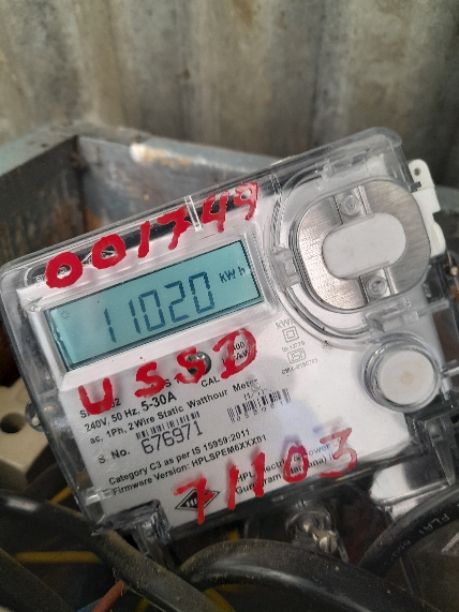 001749
11020 kWh
USSD
CAL
240V, 50 Hz, 5-30A
ac, 1Ph, 2 Wire Static Watthour Meter
S. No. 676971
Category C3 as per IS 15959:2011
Firmware Version: HPLSPEM6XXX01
71103